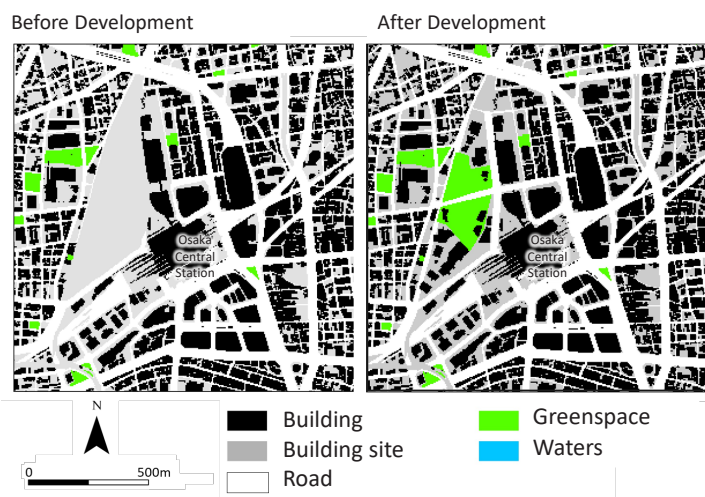 Before Development
After Development
Osaka
Central
Station
Osaka
Central
Station
N
0
500m
Building
Building site
Road
Greenspace
Waters